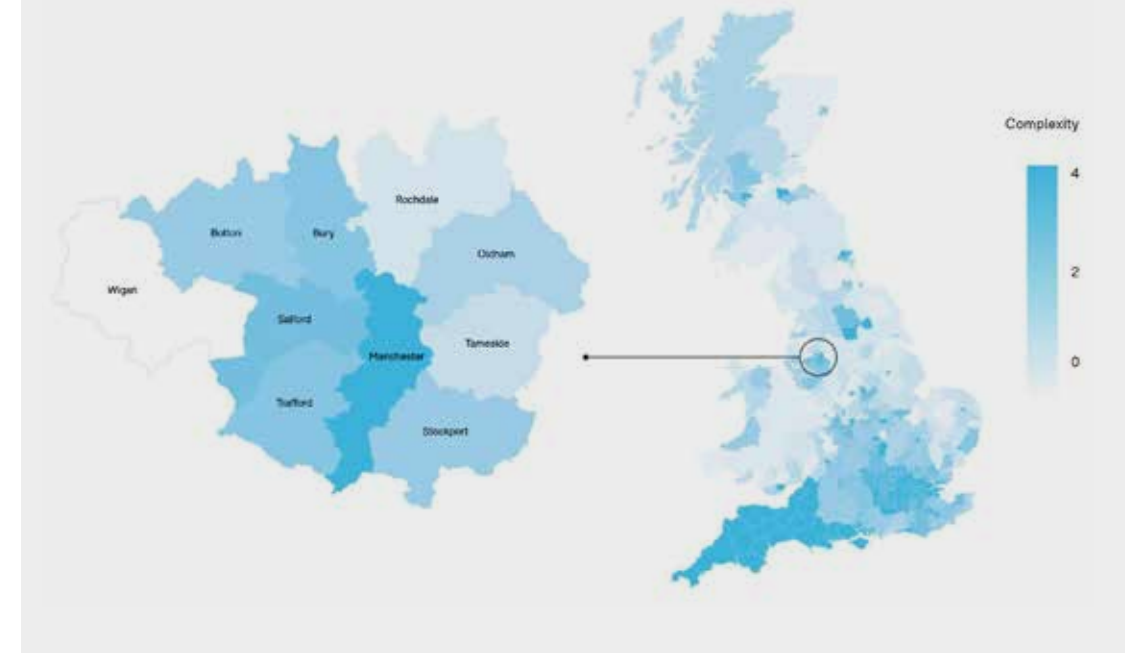 Complexity
4
2
0
Rochdale
Bolton
Bury
Oldham
Wigan
Salford
Tameside
Manchester
Trafford
Stockport